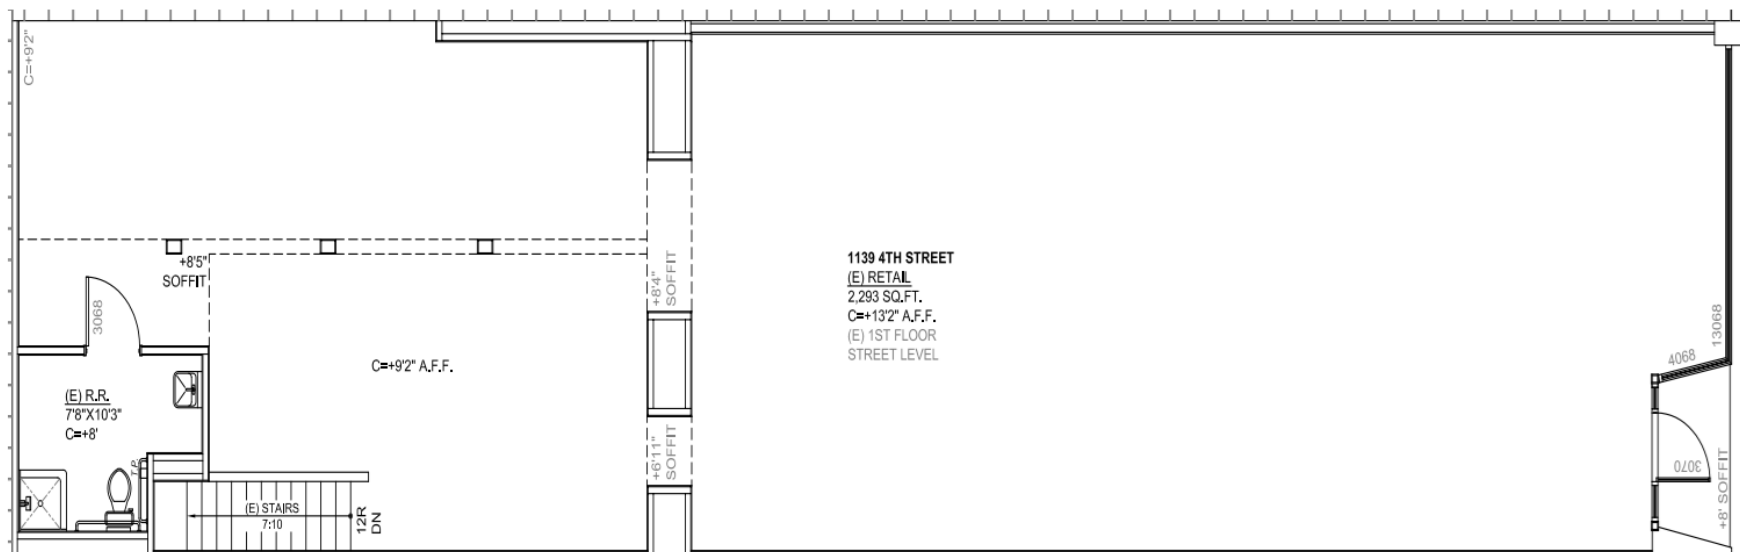 C=+9'2"
+8'5"
SOFFIT
3068
(E) R.R.
7'8"X10'3"
C=+8'
T.P.
(E) STAIRS
7:10
12R
DN
C=+9'2" A.F.F.
+8'4"
SOFFIT
+6'11"
SOFFIT
1139 4TH STREET
(E) RETAIL
2,293 SQ.FT.
C=+13'2" A.F.F.
(E) 1ST FLOOR
STREET LEVEL
13068
4068
3070
+8' SOFFIT